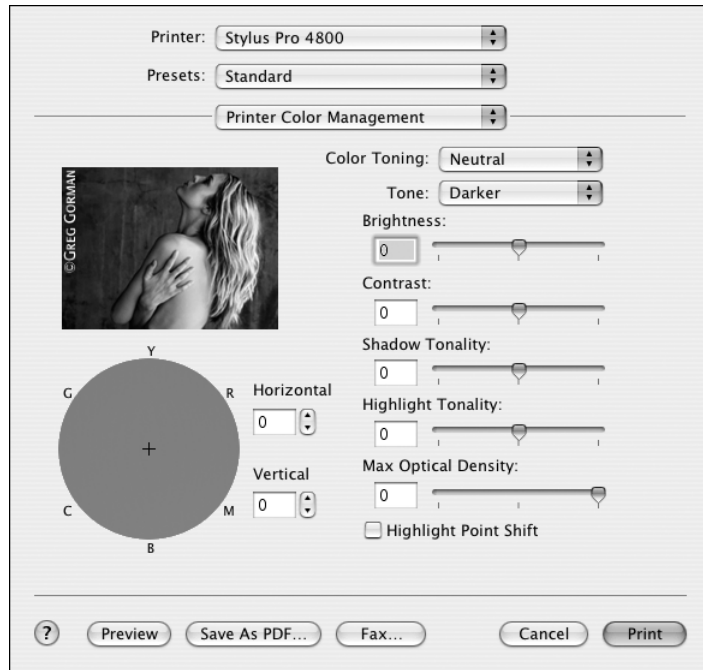 Printer: Stylus Pro 4800
Presets: Standard
Printer Color Management
©GREG GORMAN
Color Toning: Neutral
Tone: Darker
Brightness:
0
Contrast:
0
Shadow Tonality:
0
Highlight Tonality:
0
Max Optical Density:
0
Highlight Point Shift
Y
G
R
C
M
B
Horizontal
0
Vertical
0
?
Preview
Save As PDF...
Fax...
Cancel
Print